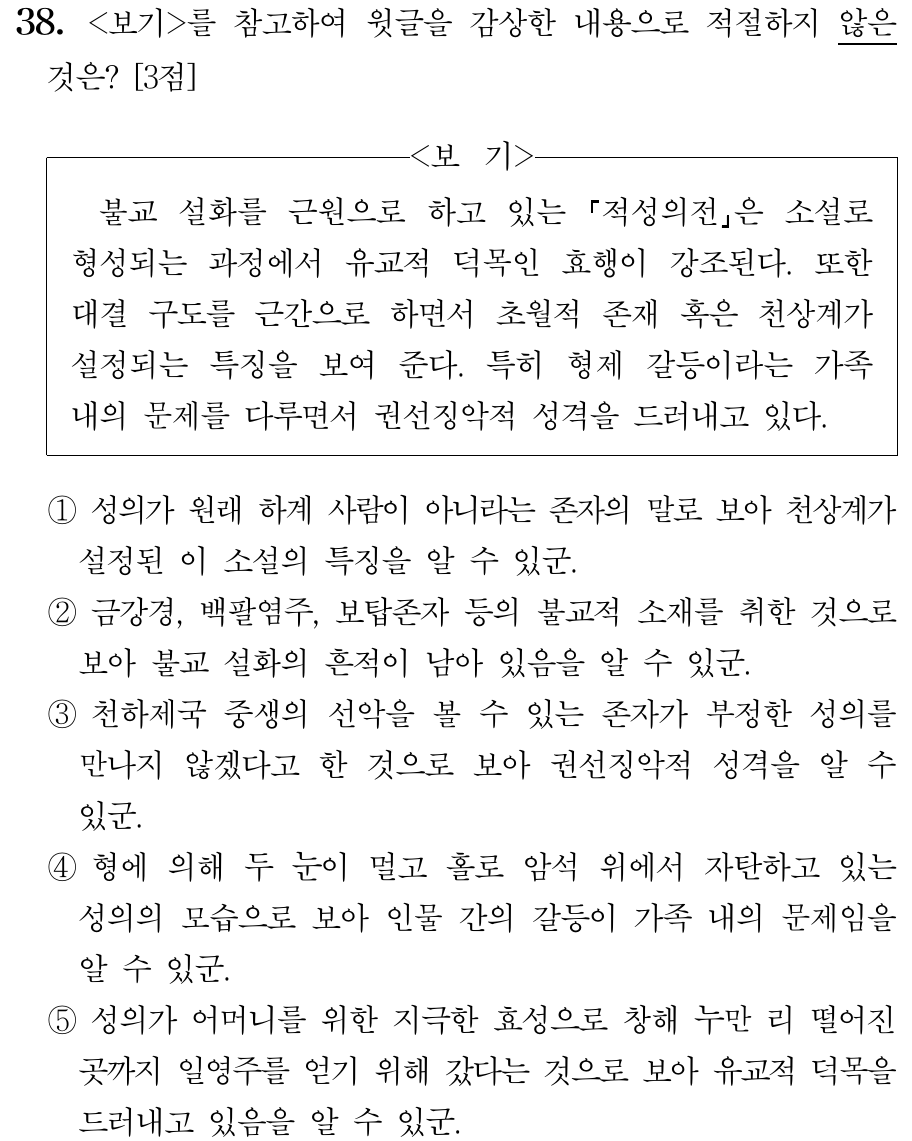 38. <보기>를 참고하여 윗글을 감상한 내용으로 적절하지 않은
것은? [3점]
<보 기>
불교 설화를 근원으로 하고 있는 「적성의전」은 소설로
형성되는 과정에서 유교적 덕목인 효행이 강조된다. 또한
대결 구도를 근간으로 하면서 초월적 존재 혹은 천상계가
설정되는 특징을 보여 준다. 특히 형제 갈등이라는 가족
내의 문제를 다루면서 권선징악적 성격을 드러내고 있다.
① 성의가 원래 하계 사람이 아니라는 존자의 말로 보아 천상계가
설정된 이 소설의 특징을 알 수 있군.
② 금강경, 백팔염주, 보탑존자 등의 불교적 소재를 취한 것으로
보아 불교 설화의 흔적이 남아 있음을 알 수 있군.
③ 천하제국 중생의 선악을 볼 수 있는 존자가 부정한 성의를
만나지 않겠다고 한 것으로 보아 권선징악적 성격을 알 수
있군.
④ 형에 의해 두 눈이 멀고 홀로 암석 위에서 자탄하고 있는
성의의 모습으로 보아 인물 간의 갈등이 가족 내의 문제임을
알 수 있군.
⑤ 성의가 어머니를 위한 지극한 효성으로 창해 누만 리 떨어진
곳까지 일영주를 얻기 위해 갔다는 것으로 보아 유교적 덕목을
드러내고 있음을 알 수 있군.